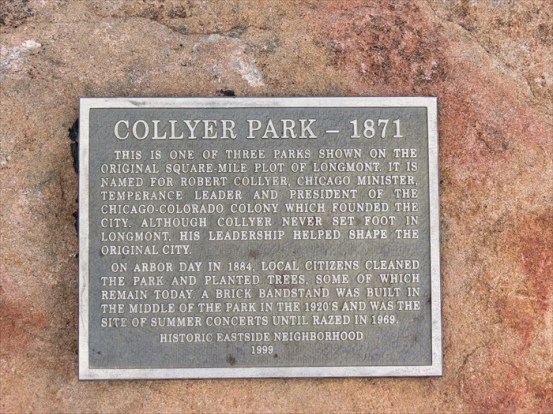 COLLYER PARK – 1871
THIS IS ONE OF THREE PARKS SHOWN ON THE
ORIGINAL SQUARE-MILE PLOT OF LONGMONT. IT IS
NAMED FOR ROBERT COLLYER, CHICAGO MINISTER,
TEMPERANCE LEADER AND PRESIDENT OF THE
CHICAGO-COLORADO COLONY WHICH FOUNDED THE
CITY. ALTHOUGH COLLYER NEVER SET FOOT IN
LONGMONT, HIS LEADERSHIP HELPED SHAPE THE
ORIGINAL CITY.
ON ARBOR DAY IN 1884, LOCAL CITIZENS CLEANED
THE PARK AND PLANTED TREES, SOME OF WHICH
REMAIN TODAY. A BRICK BANDSTAND WAS BUILT IN
THE MIDDLE OF THE PARK IN THE 1920'S AND WAS THE
SITE OF SUMMER CONCERTS UNTIL RAZED IN 1969.
HISTORIC EASTSIDE NEIGHBORHOOD
1999